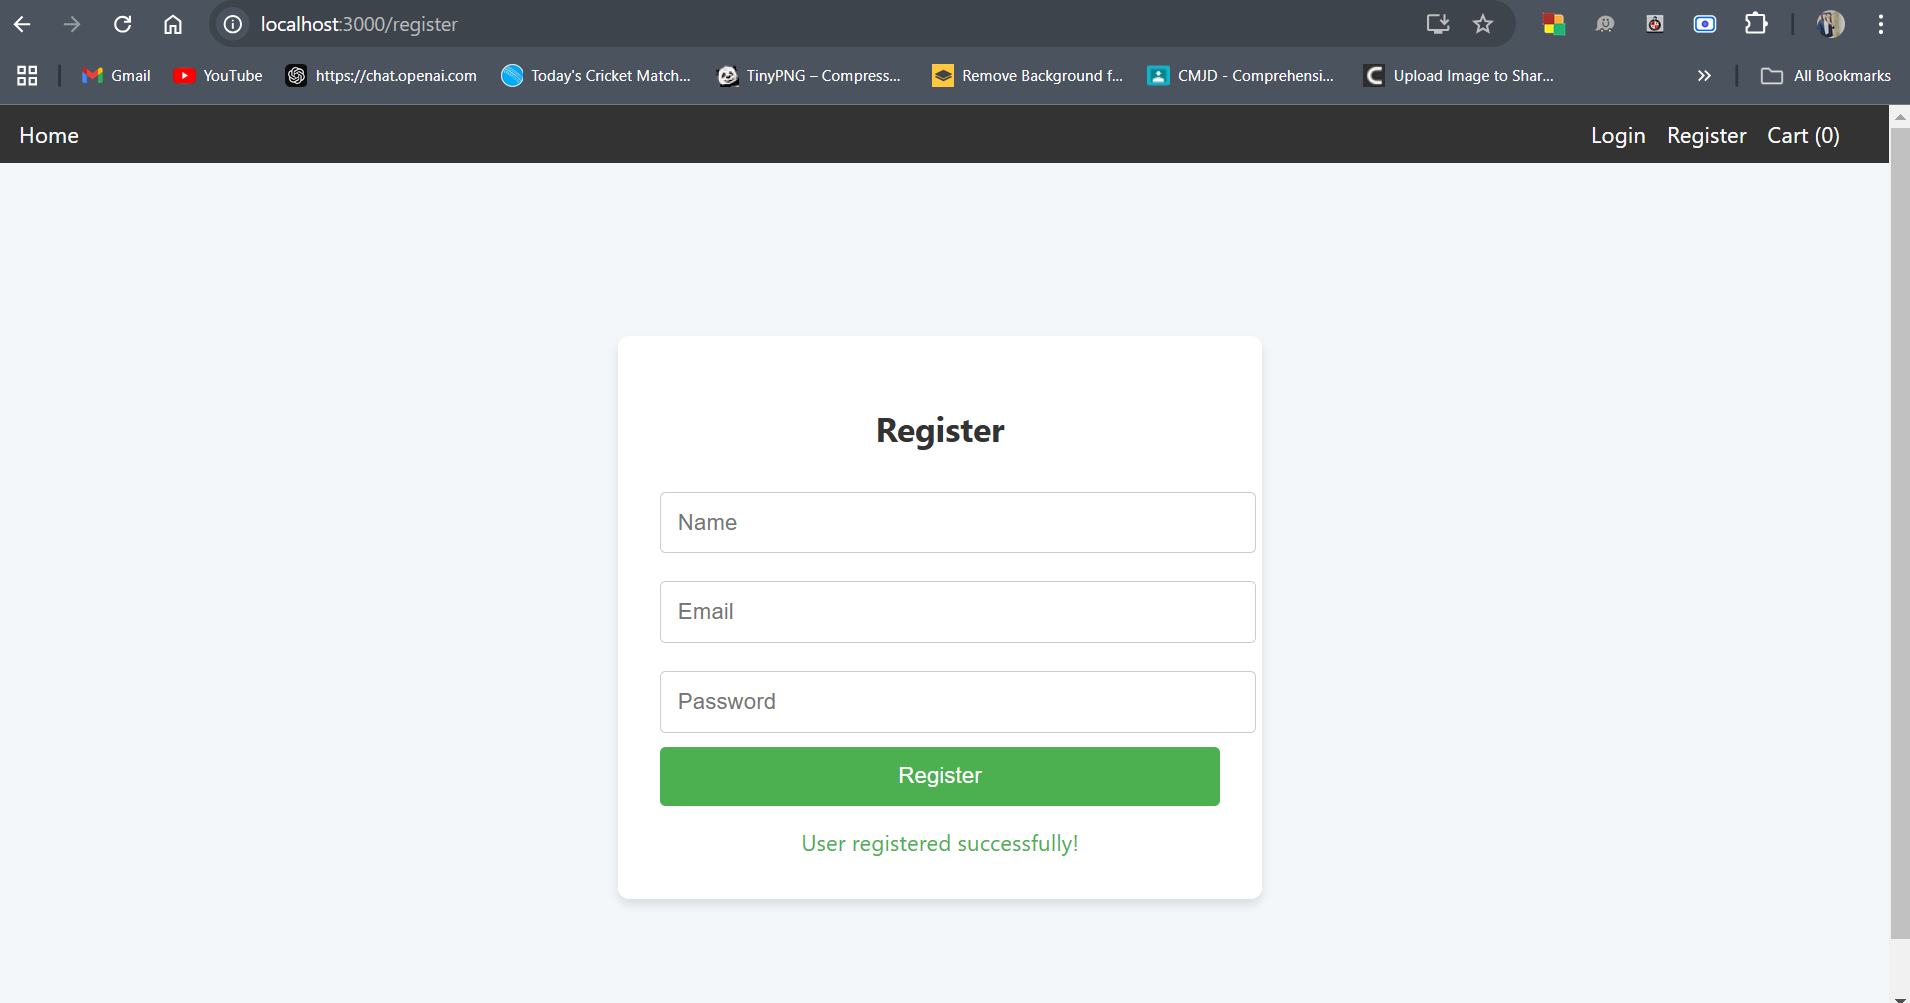 localhost:3000/register
Gmail YouTube https://chat.openai.com Today's Cricket Match... TinyPNG – Compress... Remove Background f... CMJD - Comprehensi... Upload Image to Shar... All Bookmarks
Home Login Register Cart (0)
Register
Name
Email
Password
Register
User registered successfully!